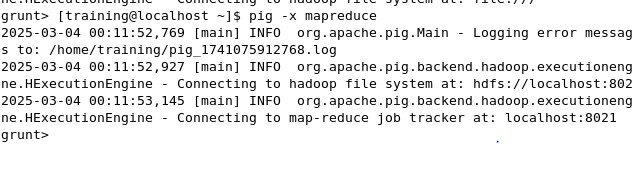 ne.HExecutionEngine - Connecting to hadoop file system at: file:///
grunt> [training@localhost ~]$ pig -x mapreduce
2025-03-04 00:11:52,769 [main] INFO  org.apache.pig.Main - Logging error messag
s to: /home/training/pig_1741075912768.log
2025-03-04 00:11:52,927 [main] INFO  org.apache.pig.backend.hadoop.executioneng
ne.HExecutionEngine - Connecting to hadoop file system at: hdfs://localhost:802
2025-03-04 00:11:53,145 [main] INFO  org.apache.pig.backend.hadoop.executioneng
ne.HExecutionEngine - Connecting to map-reduce job tracker at: localhost:8021
grunt>